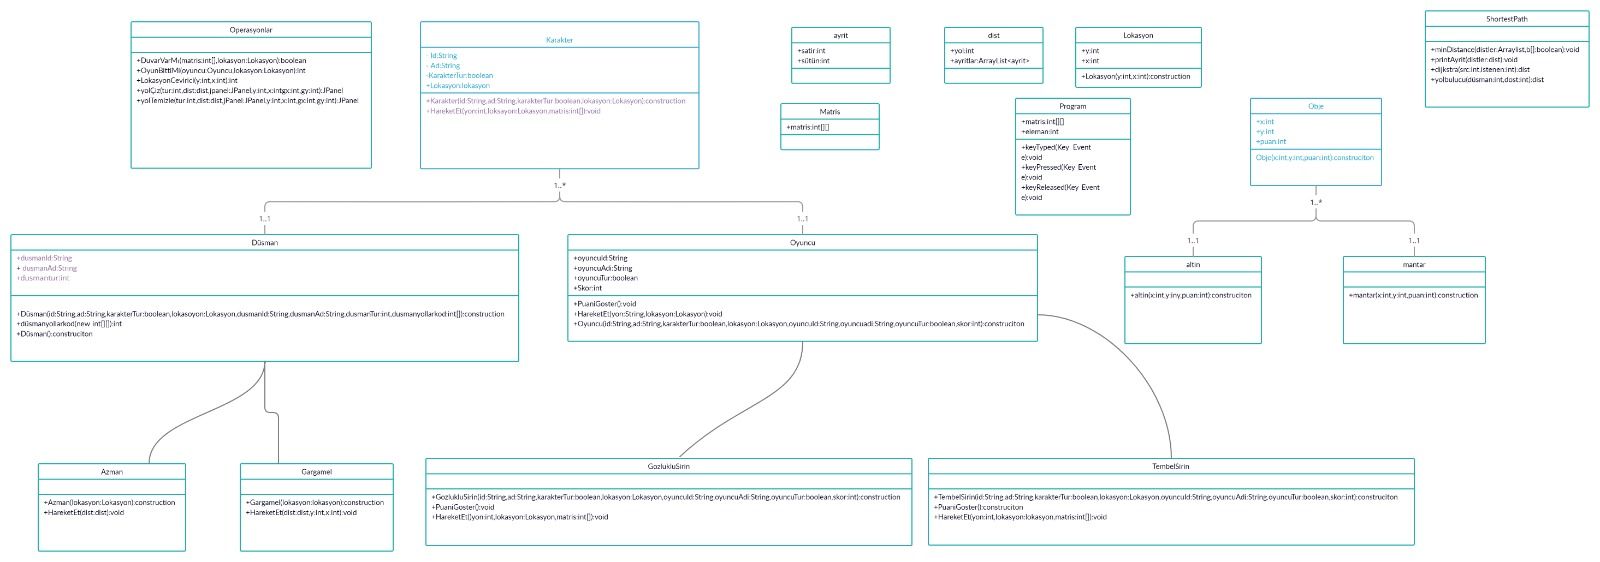 Operasyonlar
+DuvarVarMı(matris:int[],lokasyon:Lokasyon):boolean
+OyunBittiMi(oyuncu:Oyuncu,lokasyon:Lokasyon):int
+LokasyonCevirici(y:int,x:int):int
+yolÇiz(tur:int,dist:dist,jpanel:JPaneLy:int,x:intgx:int,gy:int):JPanel
+yolTemizle(tur:int,dist:dist,jPanel:JPanel,y:int,x:int,gx:int,gy:int):JPanel
Karakter
- Id:String
- Ad:String
-KarakterTur:boolean
+Lokasyon:lokasyon
+Karakter(id:String,ad:String,karakterTur:boolean,lokasyon:Lokasyon):construction
+HareketEt(yon:int,loksayon:Lokasyon,matris:int[]):void
ayrit
+satir:int
+sütün:int
dist
+yol:int
+ayritlar:ArrayList<ayrit>
Lokasyon
+y:int
+x:int
+Lokasyon(y:int,x:int):construction
ShortestPath
+minDistance(distler:Arraylist,b[]:boolean):void
+printAyrit(distler:dist):void
+dijkstra(src:int,istenen:int):dist
+yolbulucu(düsman:int,dost:int):dist
Matris
+matris:int[][]
Program
+matris:int[][]
+eleman:int
+keyTyped(Key Event
e):void
+keyPressed(Key Event
e):void
+keyReleased(Key Event
e):void
Obje
+x:int
+y:int
+puan:int
Obje(x:int,y:int,puan:int):construciton
1..*
1..1
1..1
1..*
1..1
1..1
Düsman
+dusmanId:String
+ dusmanAd:String
+dusmantur:int
+Düsman(id:String,ad:String,karakterTur:boolean,lokasoyon:Lokasyon,dusmanId:String,dusmanAd:String,dusmanTur:int,dusmanyollarkod:int[]):construction
+düsmanyollarkod(new int[][]):int
+Düsman():construciton
Oyuncu
+oyuncuId:String
+oyuncuAdi:String
+oyuncuTur:boolean
+Skor:int
+PuaniGoster():void
+HareketEt(yon:String,lokasyon:Lokasyon):void
+Oyuncu(id:String,ad:String,karakterTur:boolean,lokasyon:Lokasyon,oyuncuId:String,oyuncuadi:String,oyuncuTur:boolean,skor:int):construciton
altin
+altin(x:int,y:iny,puan:int):construciton
mantar
+mantar(x:int,y:int,puan:int):construction
Azman
+Azman(lokasyon:Lokasyon):construction
+HareketEt(dist:dist):void
Gargamel
+Gargamel(lokasyon:lokasyon):construction
+HareketEt(dist:dist,y:int,x:int):void
GozlukluSirin
+GozlukluSirin(id:String,ad:String,karakterTur:boolean,lokasyon:Lokasyon,oyuncuId:String,oyuncuAdi:String,oyuncuTur:boolean,skor:int):construction
+PuaniGoster():void
+HareketEt(yon:int,lokasyon:Lokasyon,matris:int[]):void
TembelSirin
+TembelSirin(id:String,ad:String,karakterTur:boolean,lokasyon:Lokasyon,oyuncuId:String,oyuncuAdi:String,oyuncuTur:boolean,skor:int):construciton
+PuaniGoster():construciton
+HareketEt(yon:int,lokasyon:lokasyon,matris:int[]):void